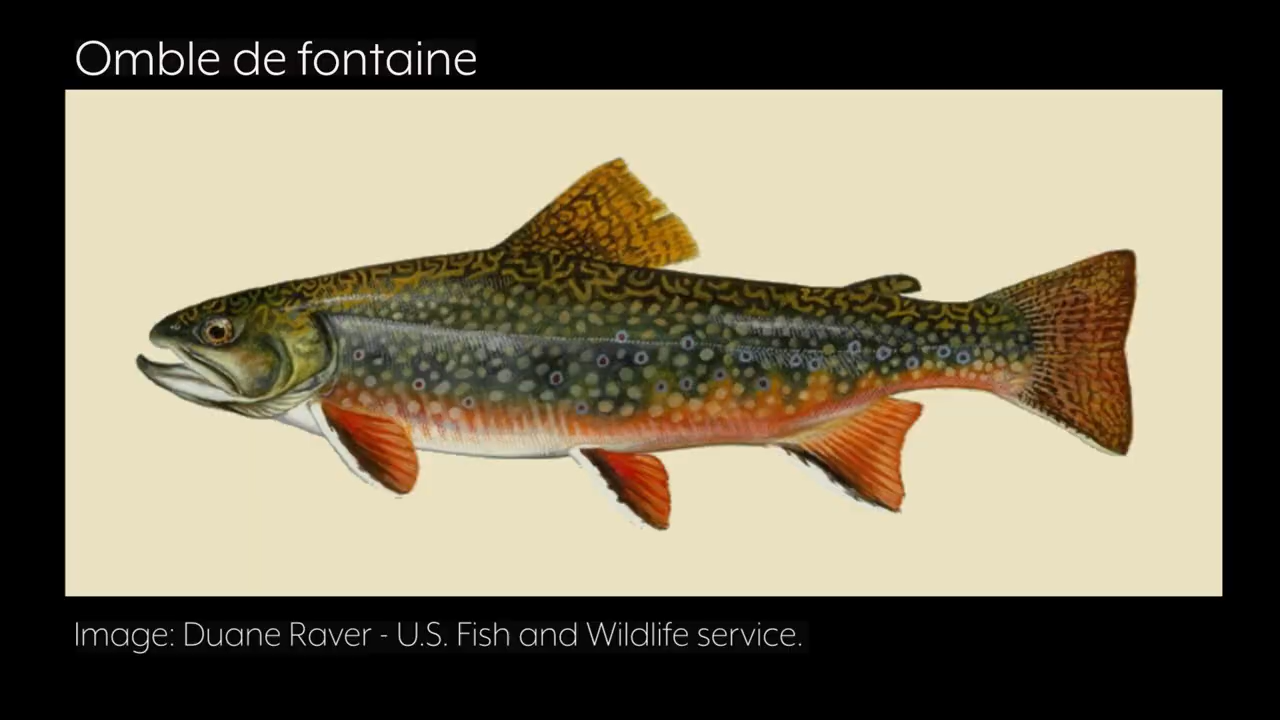 Omble de fontaine
Image: Duane Raver - U.S. Fish and Wildlife service.